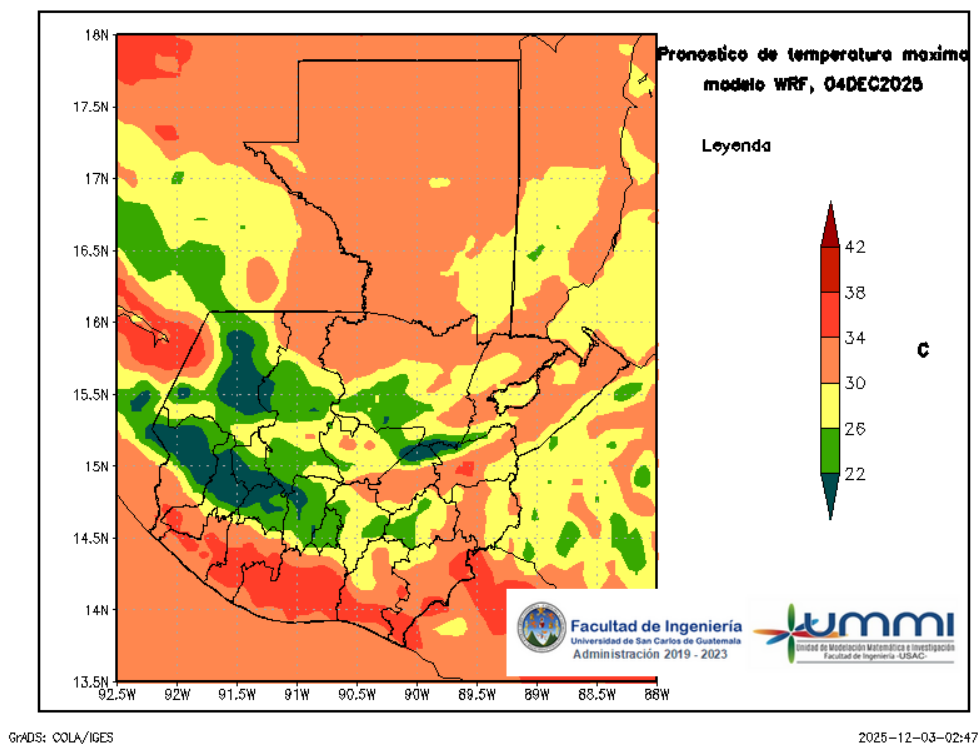 Pronostico de temperatura maxima
modelo WRF, 04DEC2025
Leyenda
42
38
34
30
26
22
C
18N
17.5N
17N
16.5N
16N
15.5N
15N
14.5N
14N
13.5N
92.5W
92W
91.5W
91W
90.5W
90W
89.5W
89W
88.5W
88W
Facultad de Ingeniería
Universidad de San Carlos de Guatemala
Administración 2019 - 2023
UMMI
Unidad de Modelación Matemática e Investigación
Facultad de Ingeniería -USAC-
GrADS: COLA/IGES
2025-12-03-02:47